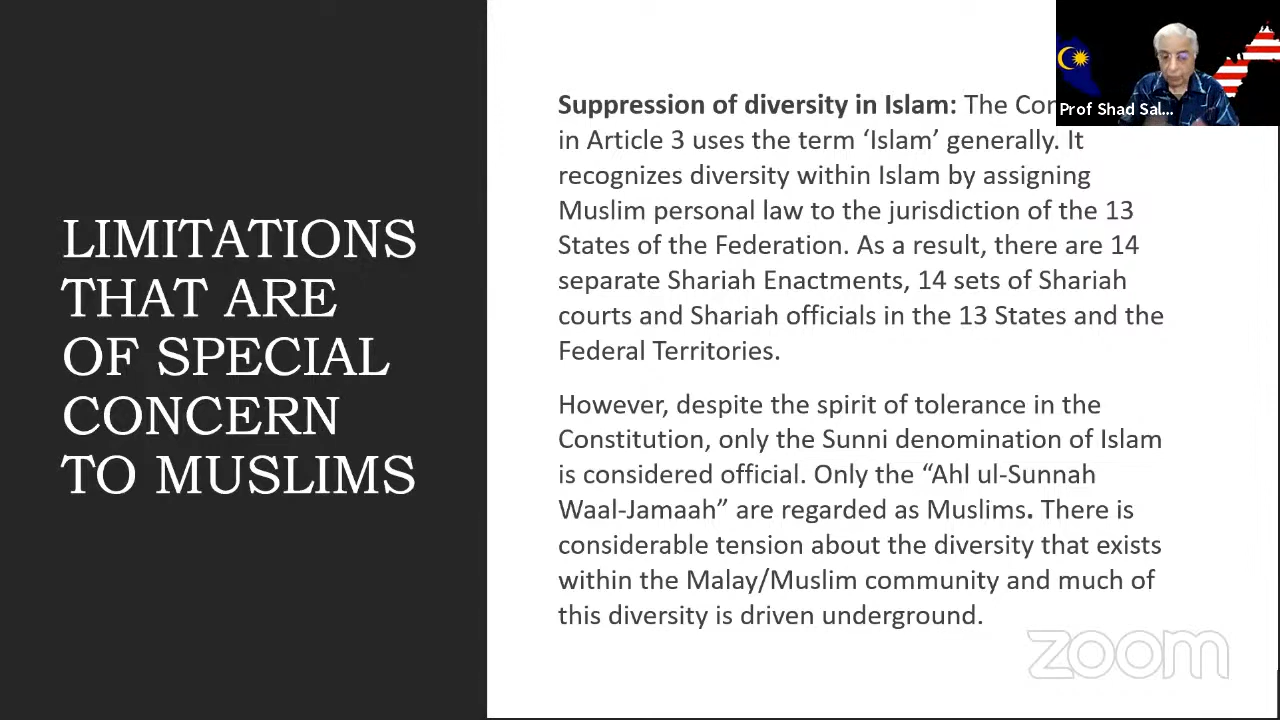 LIMITATIONS
THAT ARE
OF SPECIAL
CONCERN
TO MUSLIMS
Suppression of diversity in Islam: The
in Article 3 uses the term ‘Islam’ generally. It
recognizes diversity within Islam by assigning
Muslim personal law to the jurisdiction of the 13
States of the Federation. As a result, there are 14
separate Shariah Enactments, 14 sets of Shariah
courts and Shariah officials in the 13 States and the
Federal Territories.
However, despite the spirit of tolerance in the
Constitution, only the Sunni denomination of Islam
is considered official. Only the “Ahl ul-Sunnah
Waal-Jamaah” are regarded as Muslims. There is
considerable tension about the diversity that exists
within the Malay/Muslim community and much of
this diversity is driven underground.
Prof Shad Sal...
zoom